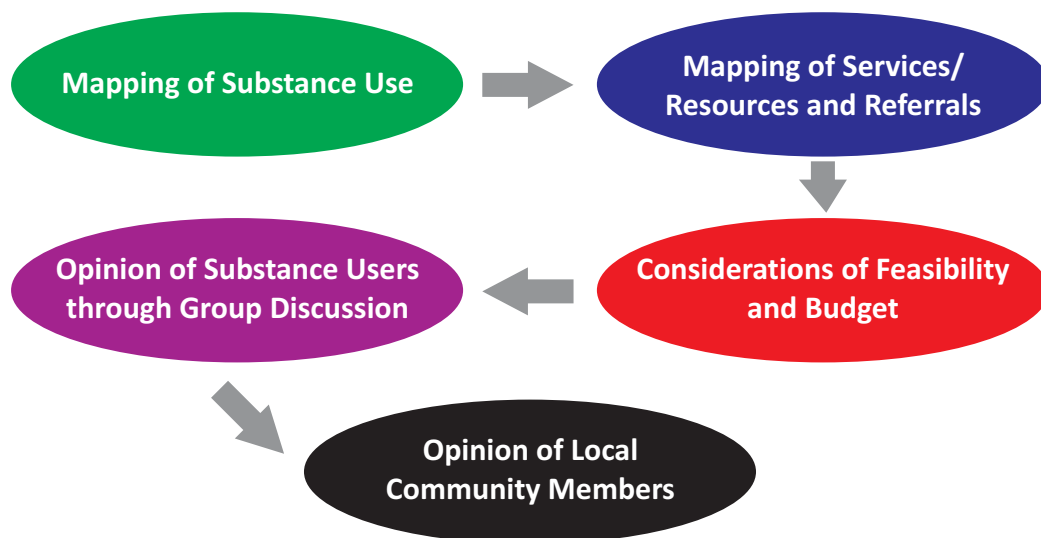 Mapping of Substance Use
Mapping of Services/
Resources and Referrals
Considerations of Feasibility
and Budget
Opinion of Substance Users
through Group Discussion
Opinion of Local
Community Members